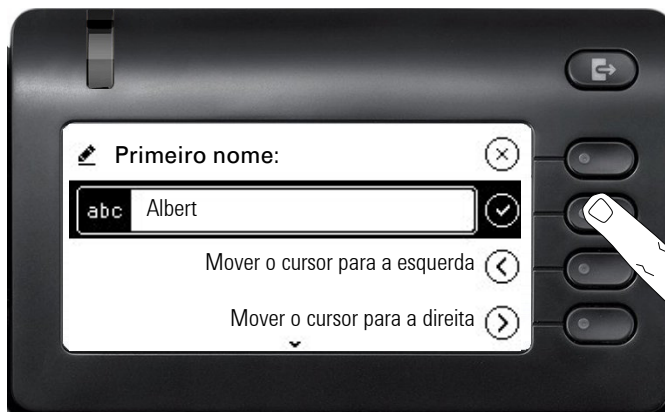 Primeiro nome:
abc Albert
Mover o cursor para a esquerda
Mover o cursor para a direita